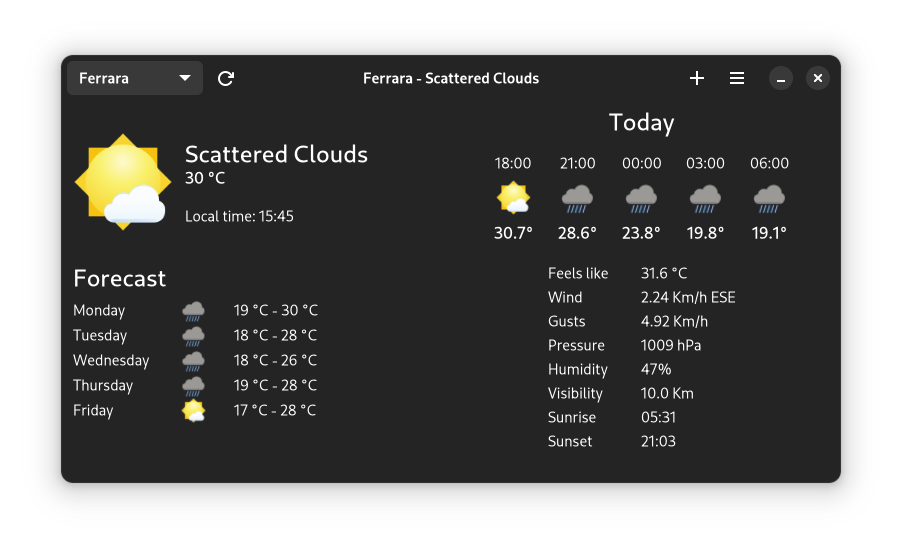 Ferrara
Ferrara - Scattered Clouds
Scattered Clouds
30 °C
Local time: 15:45
Today
18:00 21:00 00:00 03:00 06:00
30.7° 28.6° 23.8° 19.8° 19.1°
Forecast
Monday 19 °C - 30 °C
Tuesday 18 °C - 28 °C
Wednesday 18 °C - 26 °C
Thursday 19 °C - 28 °C
Friday 17 °C - 28 °C
Feels like 31.6 °C
Wind 2.24 Km/h ESE
Gusts 4.92 Km/h
Pressure 1009 hPa
Humidity 47%
Visibility 10.0 Km
Sunrise 05:31
Sunset 21:03